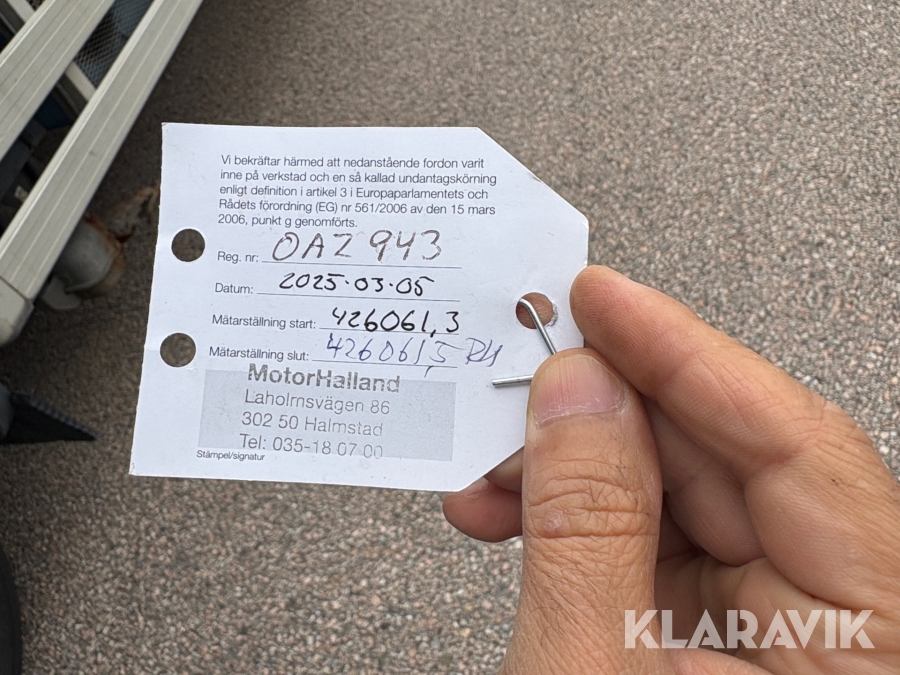 Vi bekräftar härmed att nedanstående fordon varit
inne på verkstad och en så kallad undantagskörning
enligt definition i artikel 3 i Europaparlamentets och
Rådets förordning (EG) nr 561/2006 av den 15 mars
2006, punkt g genomförts.
Reg. nr: OAZ 943
Datum: 2025-03-05
Mätarställning start: 426061,3
Mätarställning slut: 426061,5
MotorHalland
Laholmsvägen 86
302 50 Halmstad
Tel: 035-18 07 00
Stämpel/signatur
KLARAVIK